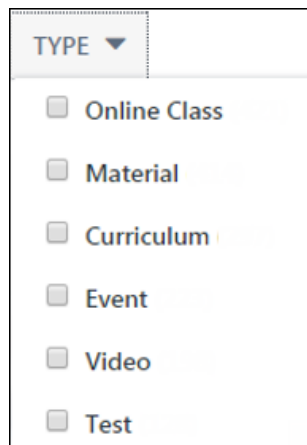 TYPE
Online Class
Material
Curriculum
Event
Video
Test